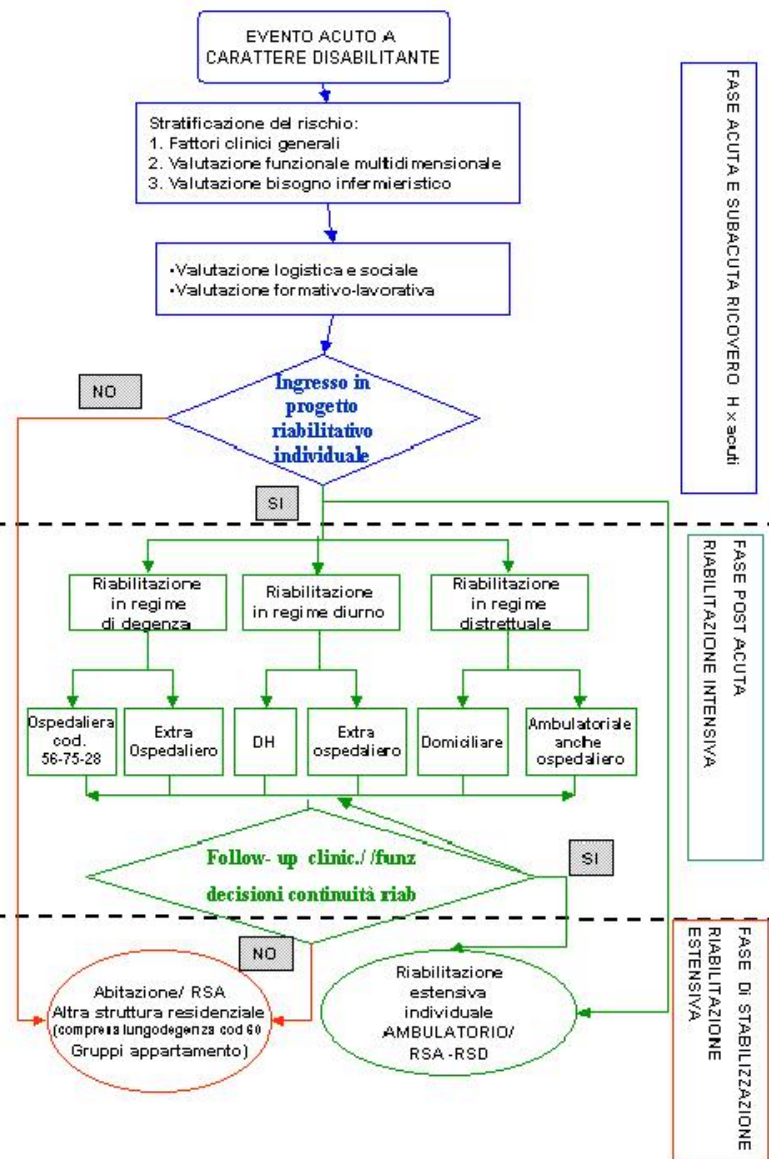 EVENTO ACUTO A
CARATTERE DISABILITANTE
Stratificazione del rischio:
1. Fattori clinici generali
2. Valutazione funzionale multidimensionale
3. Valutazione bisogno infermieristico
•Valutazione logistica e sociale
•Valutazione formativo-lavorativa
FASE ACUTA E SUBACUTA RICOVERO H x acuti
NO
Ingresso in
progetto
riabilitativo
individuale
SI
FASE POST ACUTA
RIABILITAZIONE INTENSIVA
Riabilitazione
in regime
di degenza
Riabilitazione
in regime diurno
Riabilitazione
in regime
distrettuale
Ospedaliera
cod.
56-75-28
Extra
Ospedaliero
DH
Extra
ospedaliero
Domiciliare
Ambulatoriale
anche
ospedaliero
Follow- up clinic./ /funz
decisioni continuità riab
SI
NO
FASE Di STABILIZZAZIONE
RIABILITAZIONE
ESTENSIVA
Abitazione/ RSA
Altra struttura residenziale
(compresa lungodegenza cod 60
Gruppi appartamento)
Riabilitazione
estensiva
individuale
AMBULATORIO/
RSA -RSD